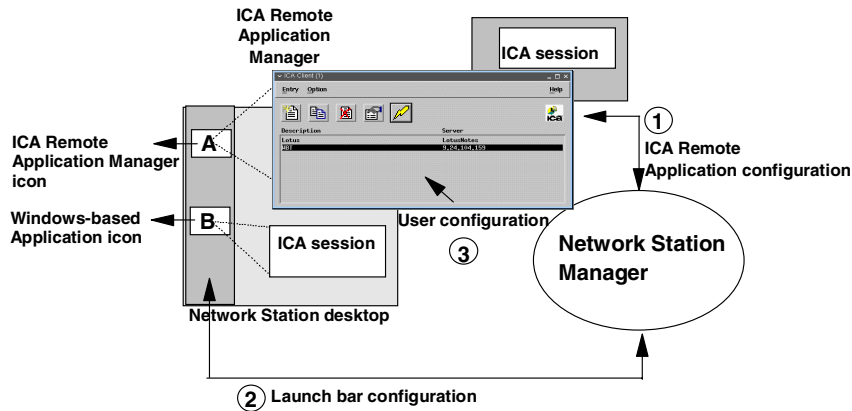 ICA Remote
Application
Manager
ICA session
ICA Client (1)
Entry Option Help
ica
Description Server
Lotus LotusNotes
ABT 9.24.104.159
A
ICA Remote
Application Manager
icon
1
ICA Remote
Application configuration
Windows-based
Application icon
B
ICA session
User configuration
3
Network Station
Manager
Network Station desktop
2 Launch bar configuration